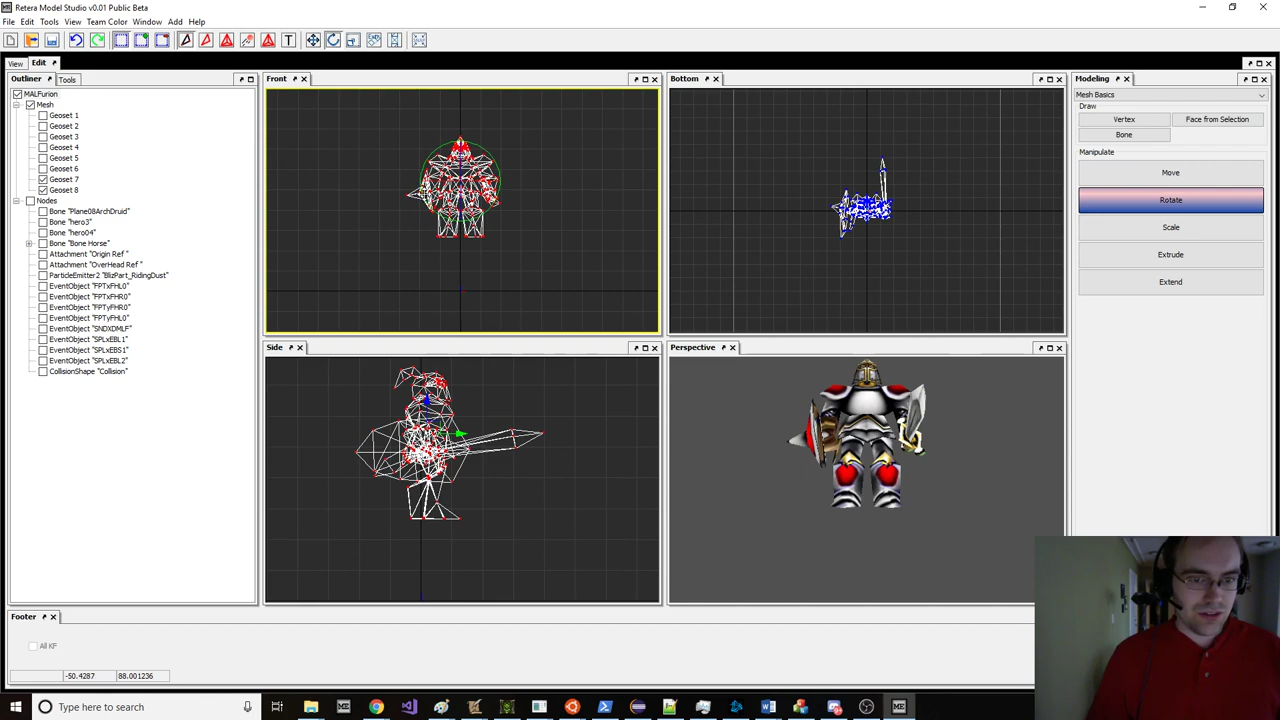 Retera Model Studio v0.01 Public Beta
File Edit Tools View Team Color Window Add Help
View Edit
Outliner Tools
MALFurion
Mesh
Geoset 1
Geoset 2
Geoset 3
Geoset 4
Geoset 5
Geoset 6
Geoset 7
Geoset 8
Nodes
Bone "Plane08ArchDruid"
Bone "hero3"
Bone "hero04"
Bone "Bone Horse"
Attachment "Origin Ref "
Attachment "OverHead Ref "
ParticleEmitter2 "BlizPart_RidingDust"
EventObject "FPTxFHL0"
EventObject "FPTxFHR0"
EventObject "FPTyFHR0"
EventObject "FPTyFHL0"
EventObject "SNDXDMLF"
EventObject "SPLxEBL1"
EventObject "SPLxEBS1"
EventObject "SPLxEBL2"
CollisionShape "Collision"
Front
Bottom
Side
Perspective
Modeling
Mesh Basics
Draw
Vertex Face from Selection
Bone
Manipulate
Move
Rotate
Scale
Extrude
Extend
Footer
All KF
-50.4287 88.001236
Type here to search